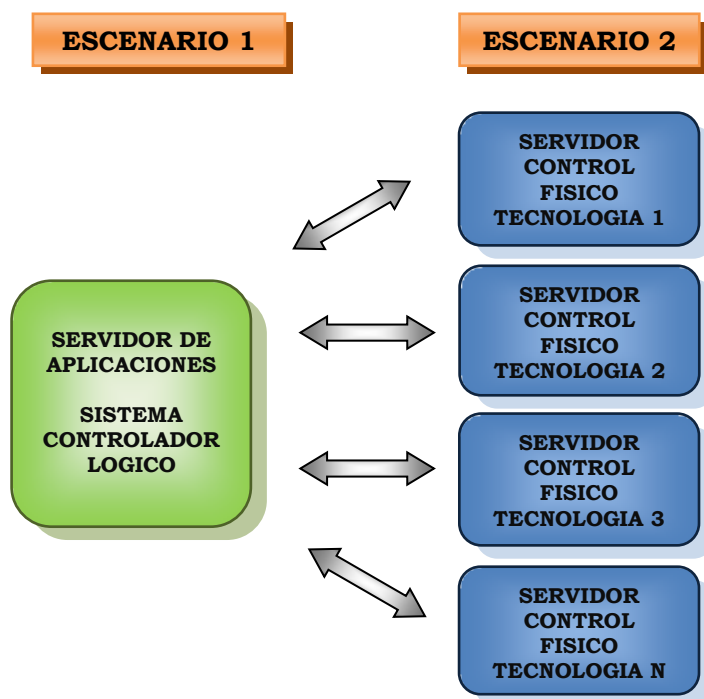 ESCENARIO 1
ESCENARIO 2
SERVIDOR DE
APLICACIONES
SISTEMA
CONTROLADOR
LOGICO
SERVIDOR
CONTROL
FISICO
TECNOLOGIA 1
SERVIDOR
CONTROL
FISICO
TECNOLOGIA 2
SERVIDOR
CONTROL
FISICO
TECNOLOGIA 3
SERVIDOR
CONTROL
FISICO
TECNOLOGIA N